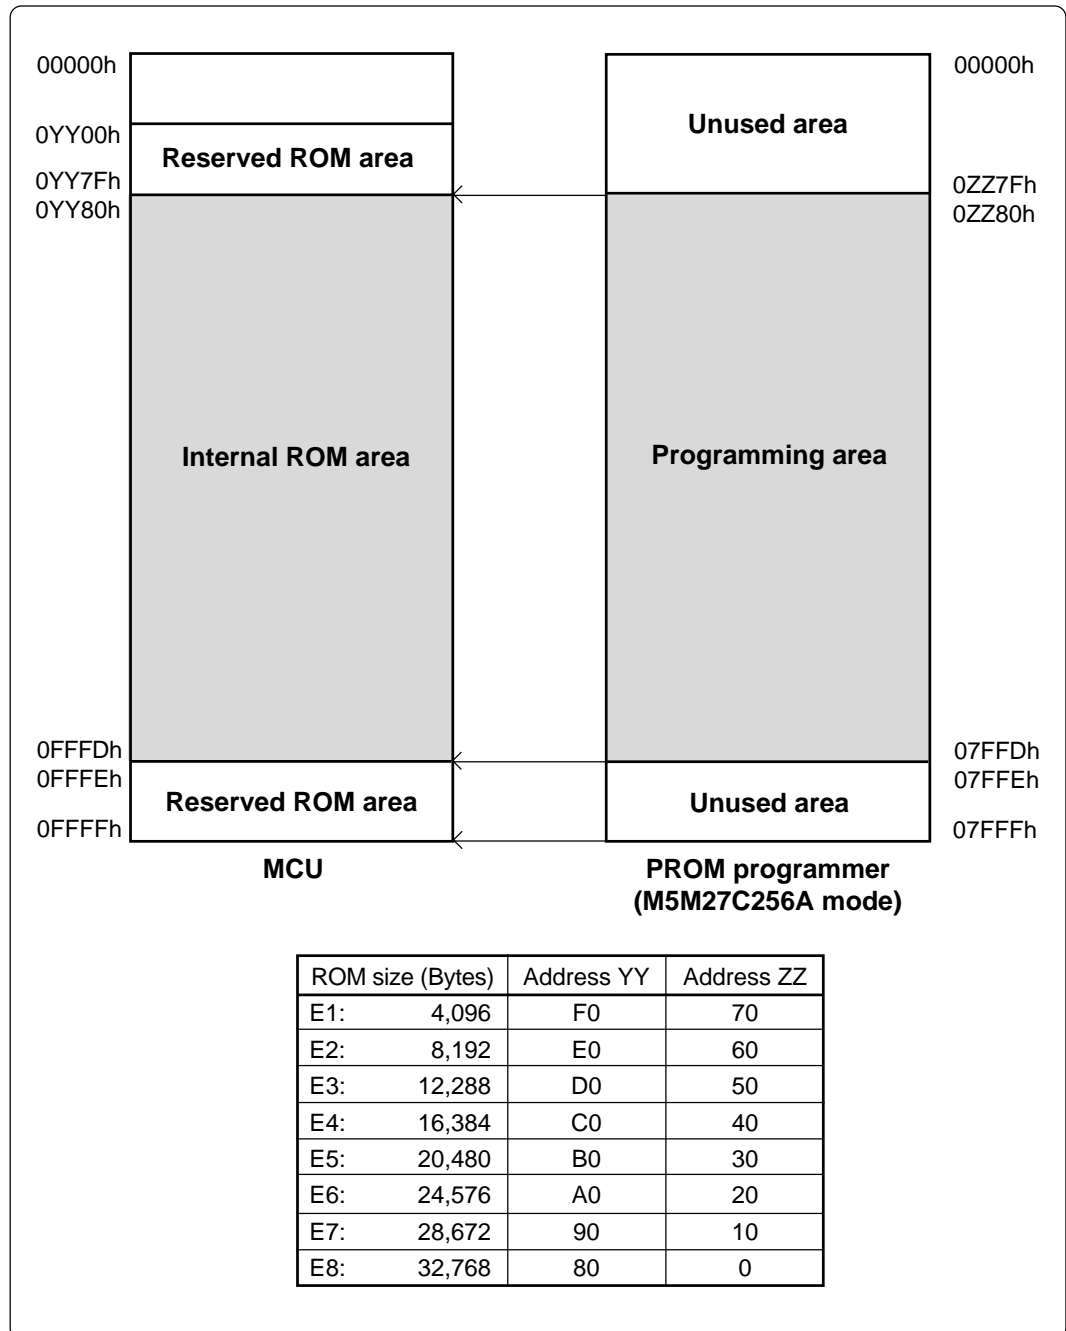 00000h
0YY00h
Reserved ROM area
0YY7Fh
0YY80h
Internal ROM area
0FFFDh
0FFFEh
Reserved ROM area
0FFFFh
MCU
00000h
Unused area
0ZZ7Fh
0ZZ80h
Programming area
07FFDh
07FFEh
Unused area
07FFFh
PROM programmer
(M5M27C256A mode)
ROM size (Bytes) Address YY Address ZZ
E1: 4,096 F0 70
E2: 8,192 E0 60
E3: 12,288 D0 50
E4: 16,384 C0 40
E5: 20,480 B0 30
E6: 24,576 A0 20
E7: 28,672 90 10
E8: 32,768 80 0